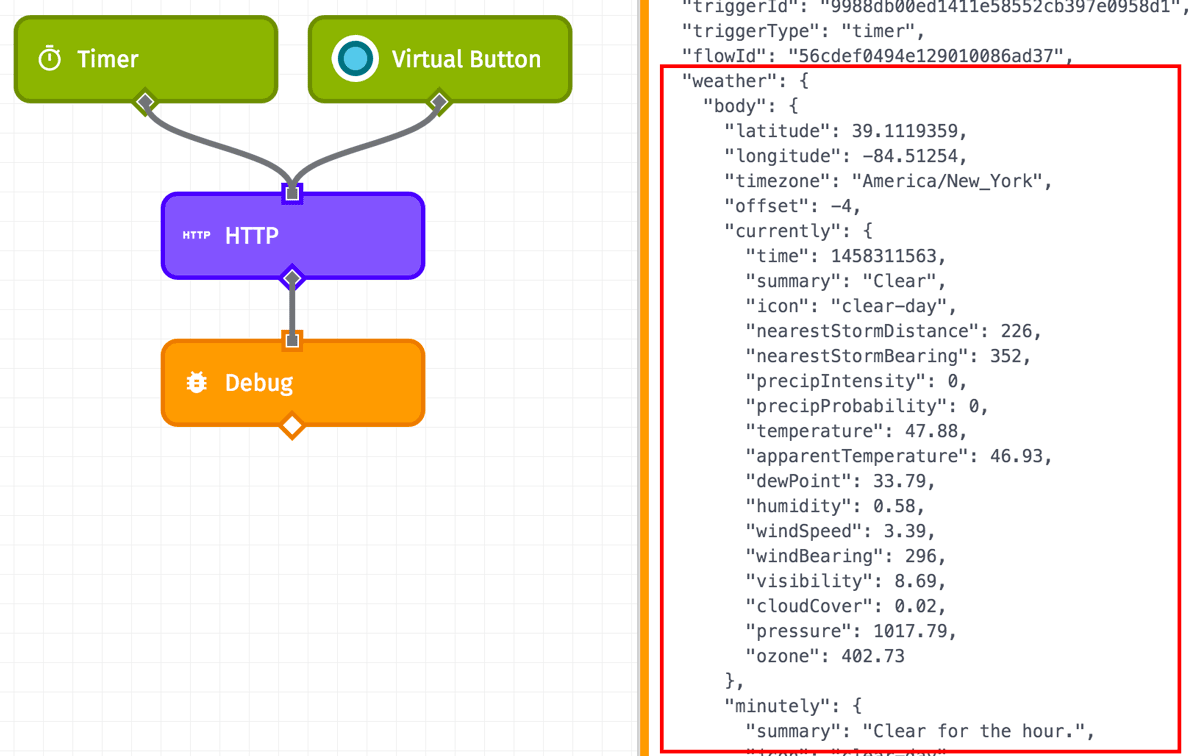 Timer
Virtual Button
HTTP HTTP
Debug
"triggerId": "9988db00ed1411e58552cb397e0958d1",
"triggerType": "timer",
"flowId": "56cdef0494e129010086ad37",
"weather": {
"body": {
"latitude": 39.1119359,
"longitude": -84.51254,
"timezone": "America/New_York",
"offset": -4,
"currently": {
"time": 1458311563,
"summary": "Clear",
"icon": "clear-day",
"nearestStormDistance": 226,
"nearestStormBearing": 352,
"precipIntensity": 0,
"precipProbability": 0,
"temperature": 47.88,
"apparentTemperature": 46.93,
"dewPoint": 33.79,
"humidity": 0.58,
"windSpeed": 3.39,
"windBearing": 296,
"visibility": 8.69,
"cloudCover": 0.02,
"pressure": 1017.79,
"ozone": 402.73
},
"minutely": {
"summary": "Clear for the hour.",
"icon": "clear-day"